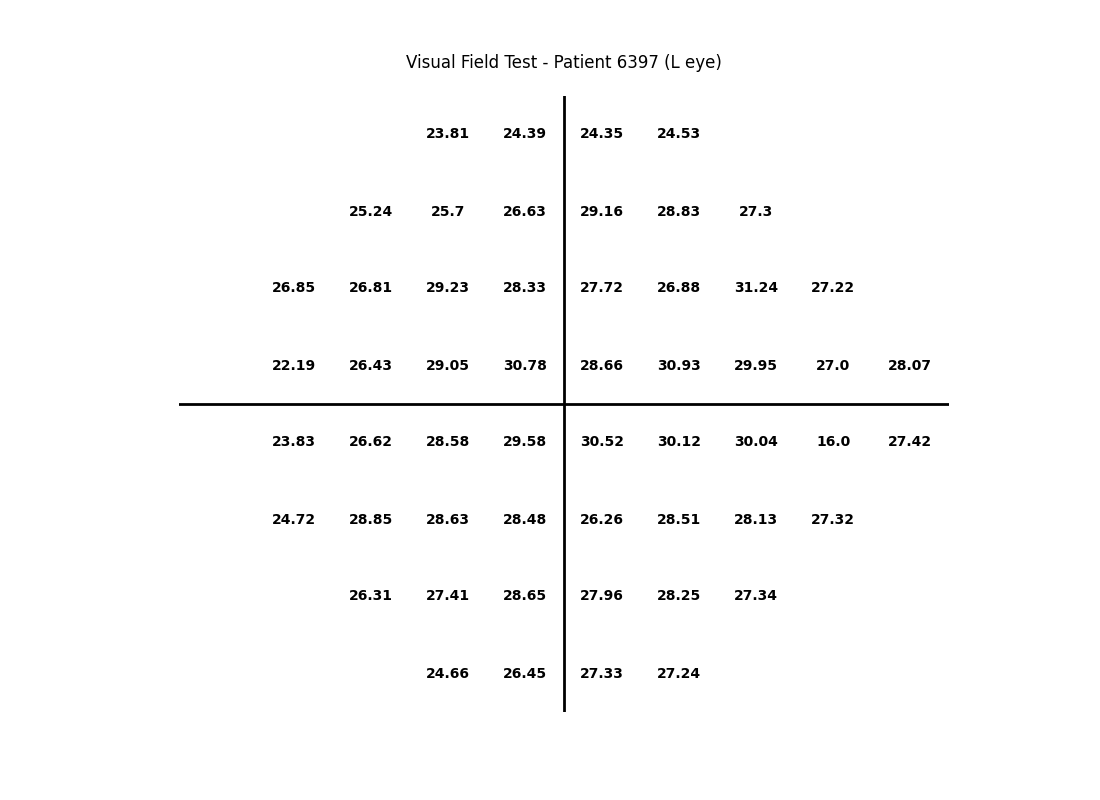 Visual Field Test - Patient 6397 (L eye)
23.81 24.39 24.35 24.53
25.24 25.7 26.63 29.16 28.83 27.3
26.85 26.81 29.23 28.33 27.72 26.88 31.24 27.22
22.19 26.43 29.05 30.78 28.66 30.93 29.95 27.0 28.07
23.83 26.62 28.58 29.58 30.52 30.12 30.04 16.0 27.42
24.72 28.85 28.63 28.48 26.26 28.51 28.13 27.32
26.31 27.41 28.65 27.96 28.25 27.34
24.66 26.45 27.33 27.24